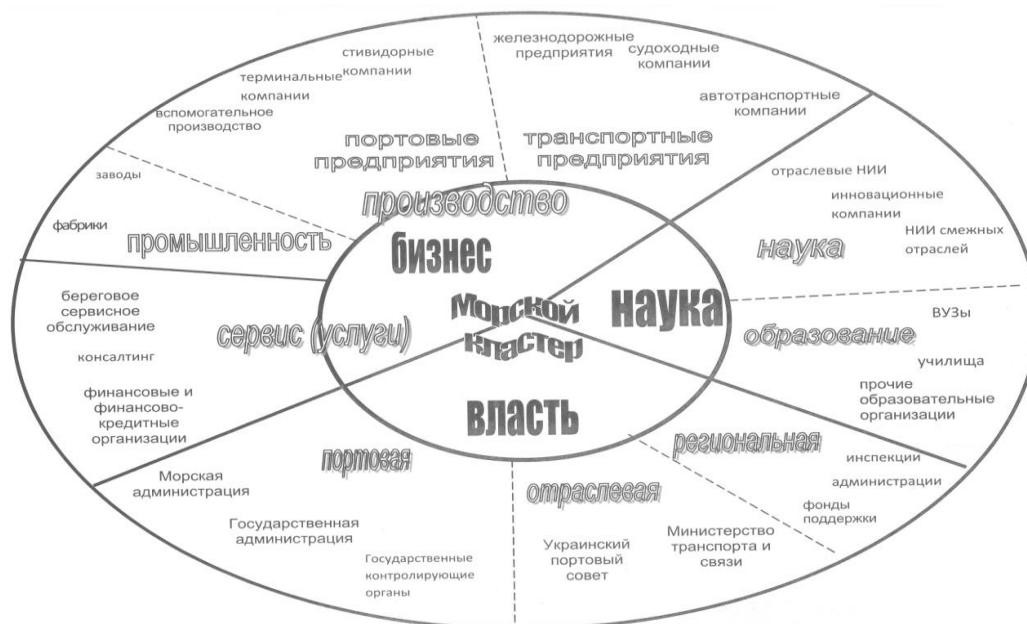 стивидорные
компании
терминальные
компании
вспомогательное
производство
портовые
предприятия
железнодорожные
предприятия
судоходные
компании
автотранспортные
компании
транспортные
предприятия
производство
заводы
фабрики
промышленность
бизнес
отраслевые НИИ
инновационные
компании
НИИ смежных
отраслей
наука
наука
Морской
кластер
береговое
сервисное
обслуживание
консалтинг
финансовые и
финансово-
кредитные
организации
сервис (услуги)
ВУЗы
образование
училища
прочие
образовательные
организации
власть
портовая
Морская
администрация
Государственная
администрация
Государственные
контролирующие
органы
отраслевая
Украинский
портовый
совет
Министерство
транспорта и
связи
региональная
инспекции
администрации
фонды
поддержки